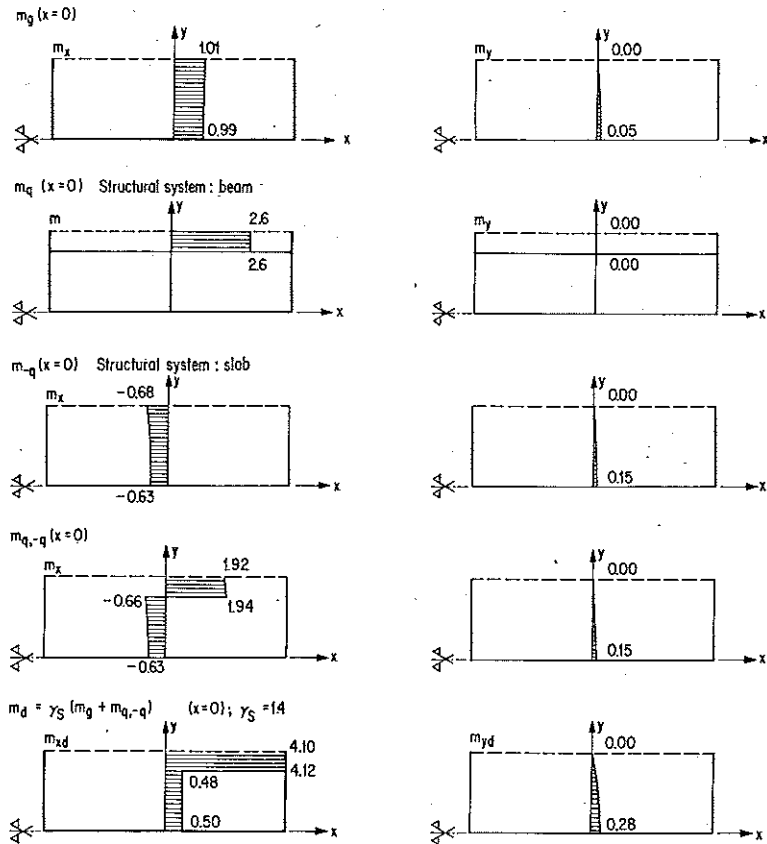 m_g (x=0)
m_x
y
1.01
0.99
x
m_y
y
0.00
0.05
x
m_q (x=0) Structural system : beam
m
y
2.6
2.6
x
m_y
y
0.00
0.00
x
m_-q (x=0) Structural system : slab
m_x
-0.68
y
-0.63
x
y
0.00
0.15
x
m_q,-q (x=0)
m_x
y
1.92
-0.66
1.94
-0.63
x
y
0.00
0.15
x
m_d = γ_S (m_g + m_q,-q) (x=0) ; γ_S = 1.4
m_xd
y
4.10
4.12
0.48
0.50
x
m_yd
y
0.00
0.28
x